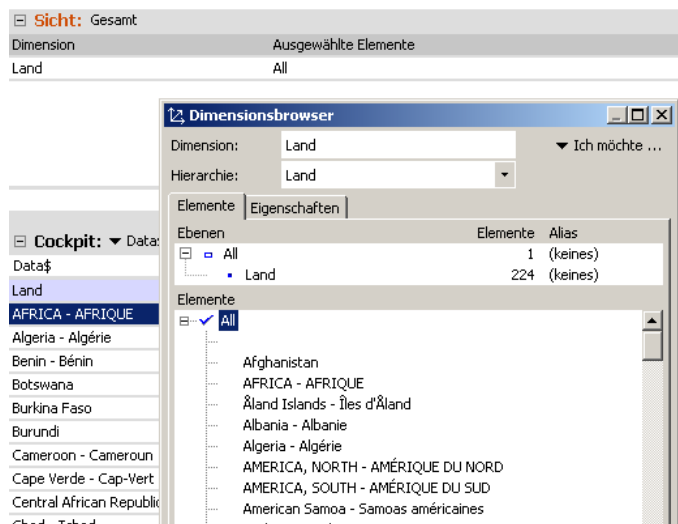 Sicht: Gesamt
Dimension Ausgewählte Elemente
Land All
Dimensionsbrowser
Dimension: Land Ich möchte ...
Hierarchie: Land
Elemente Eigenschaften
Ebenen Elemente Alias
All 1 (keines)
Land 224 (keines)
Elemente
All
Afghanistan
AFRICA - AFRIQUE
Åland Islands - Îles d'Åland
Albania - Albanie
Algeria - Algérie
AMERICA, NORTH - AMÉRIQUE DU NORD
AMERICA, SOUTH - AMÉRIQUE DU SUD
American Samoa - Samoas américaines
Cockpit: Data
Data$
Land
AFRICA - AFRIQUE
Algeria - Algérie
Benin - Bénin
Botswana
Burkina Faso
Burundi
Cameroon - Cameroun
Cape Verde - Cap-Vert
Central African Republic